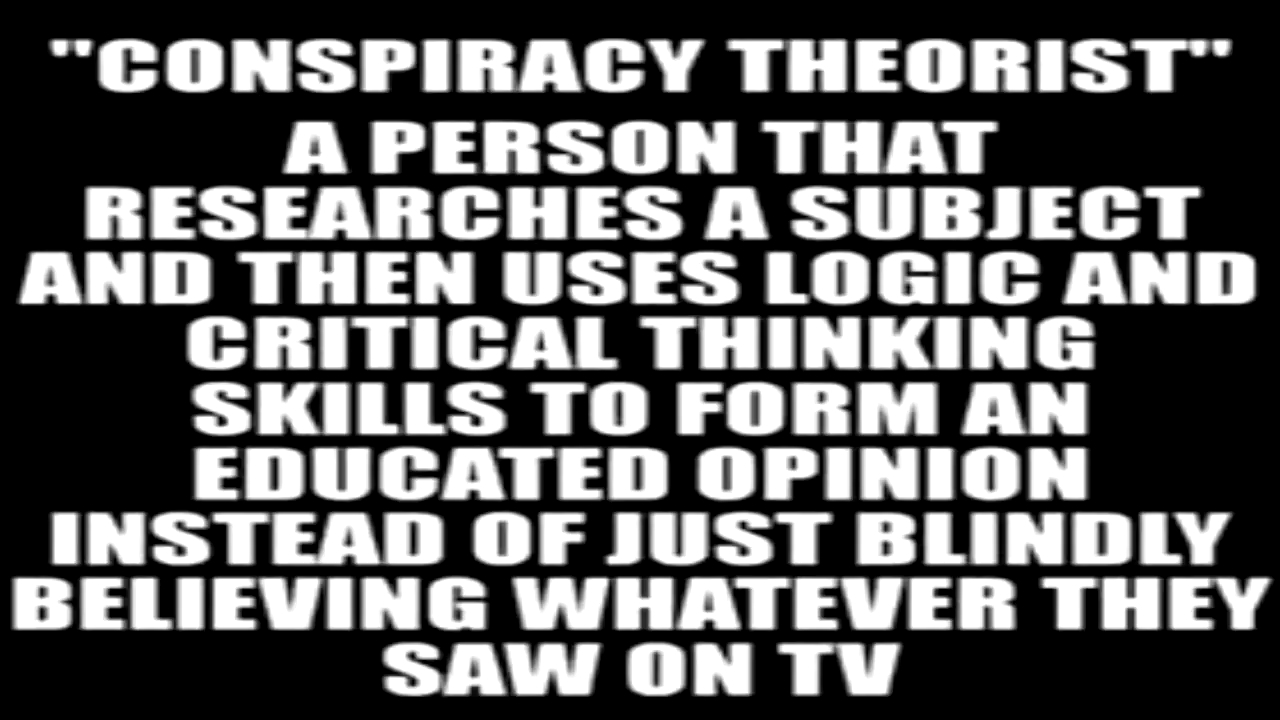 "CONSPIRACY THEORIST"
A PERSON THAT
RESEARCHES A SUBJECT
AND THEN USES LOGIC AND
CRITICAL THINKING
SKILLS TO FORM AN
EDUCATED OPINION
INSTEAD OF JUST BLINDLY
BELIEVING WHATEVER THEY
SAW ON TV